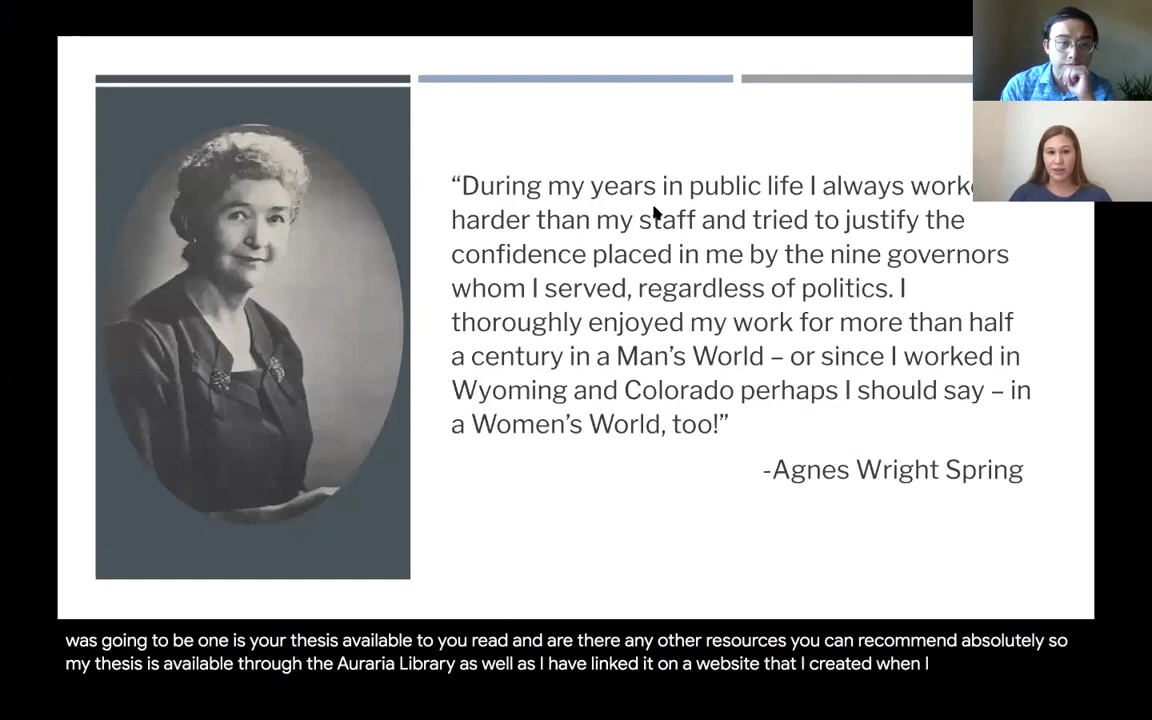 “During my years in public life I always
harder than my staff and tried to justify the
confidence placed in me by the nine governors
whom I served, regardless of politics. I
thoroughly enjoyed my work for more than half
a century in a Man’s World – or since I worked in
Wyoming and Colorado perhaps I should say – in
a Women’s World, too!”
-Agnes Wright Spring
was going to be one is your thesis available to you read and are there any other resources you can recommend absolutely so
my thesis is available through the Auraria Library as well as I have linked it on a website that I created when I